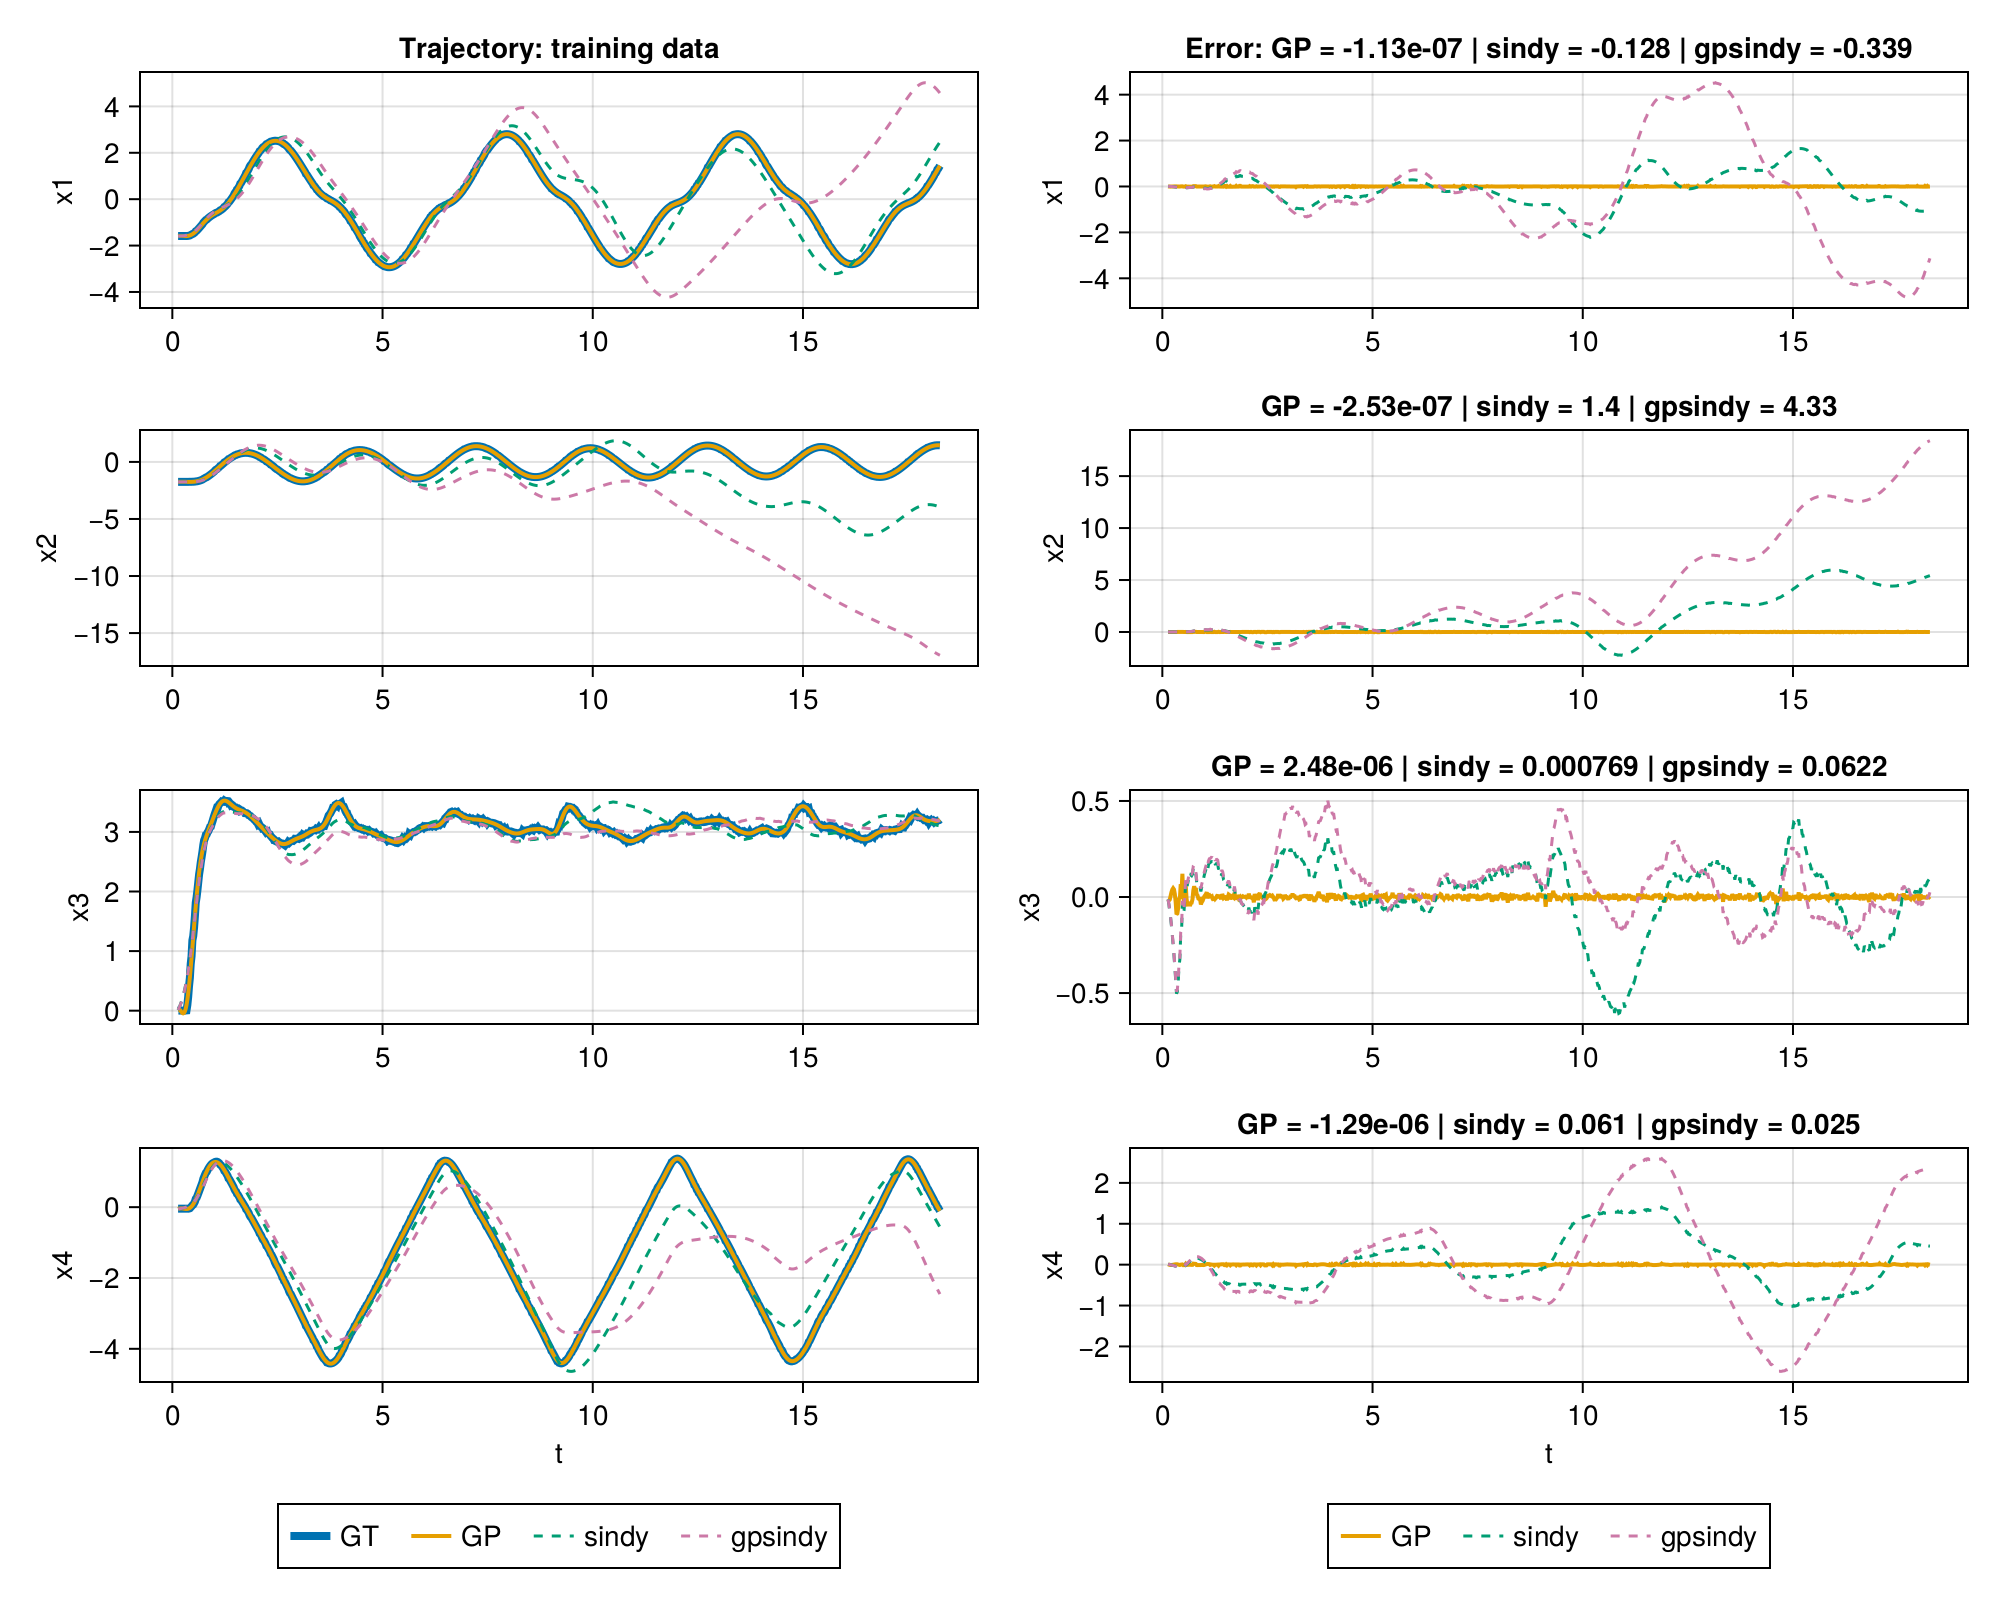 Trajectory: training data
x1
4
2
0
−2
−4
0 5 10 15
Error: GP = -1.13e-07 | sindy = -0.128 | gpsindy = -0.339
x1
4
2
0
−2
−4
0 5 10 15
x2
0
−5
−10
−15
0 5 10 15
GP = -2.53e-07 | sindy = 1.4 | gpsindy = 4.33
x2
15
10
5
0
0 5 10 15
x3
3
2
1
0
0 5 10 15
GP = 2.48e-06 | sindy = 0.000769 | gpsindy = 0.0622
x3
0.5
0.0
−0.5
0 5 10 15
x4
0
−2
−4
0 5 10 15
t
GP = -1.29e-06 | sindy = 0.061 | gpsindy = 0.025
x4
2
1
0
−1
−2
0 5 10 15
t
GT GP sindy gpsindy
GP sindy gpsindy